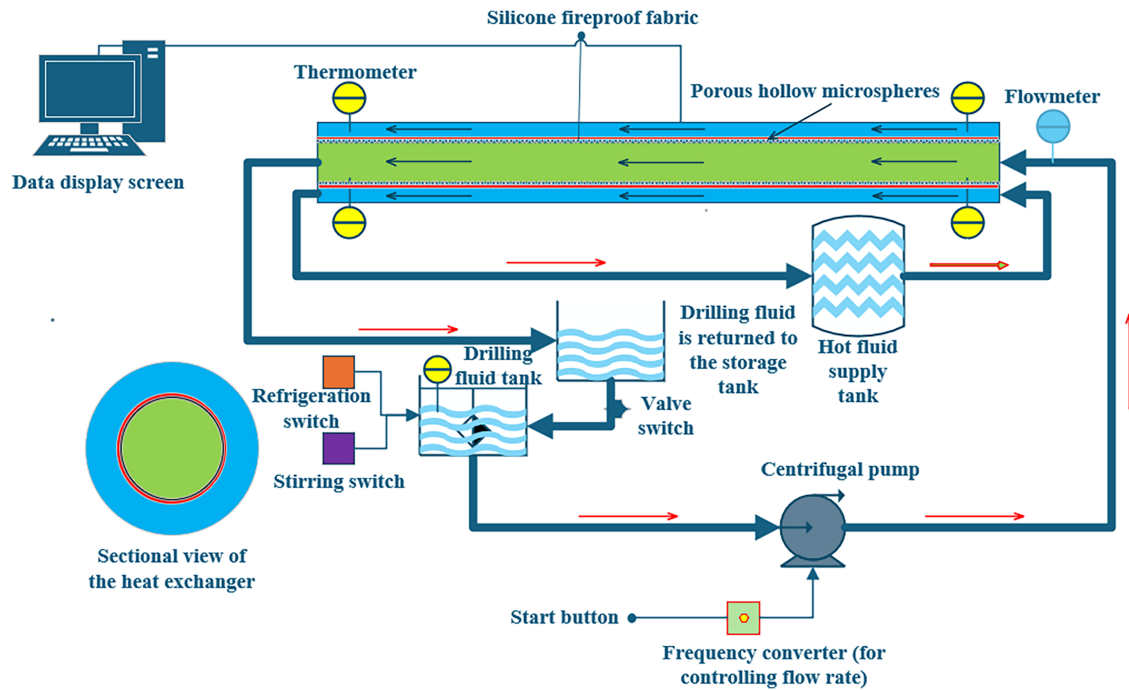 Silicone fireproof fabric
Thermometer
Porous hollow microspheres
Flowmeter
Data display screen
Drilling fluid
is returned to
the storage
tank
Hot fluid
supply
tank
Drilling
fluid tank
Refrigeration
switch
Valve
switch
Stirring switch
Centrifugal pump
Sectional view of
the heat exchanger
Start button
Frequency converter (for
controlling flow rate)